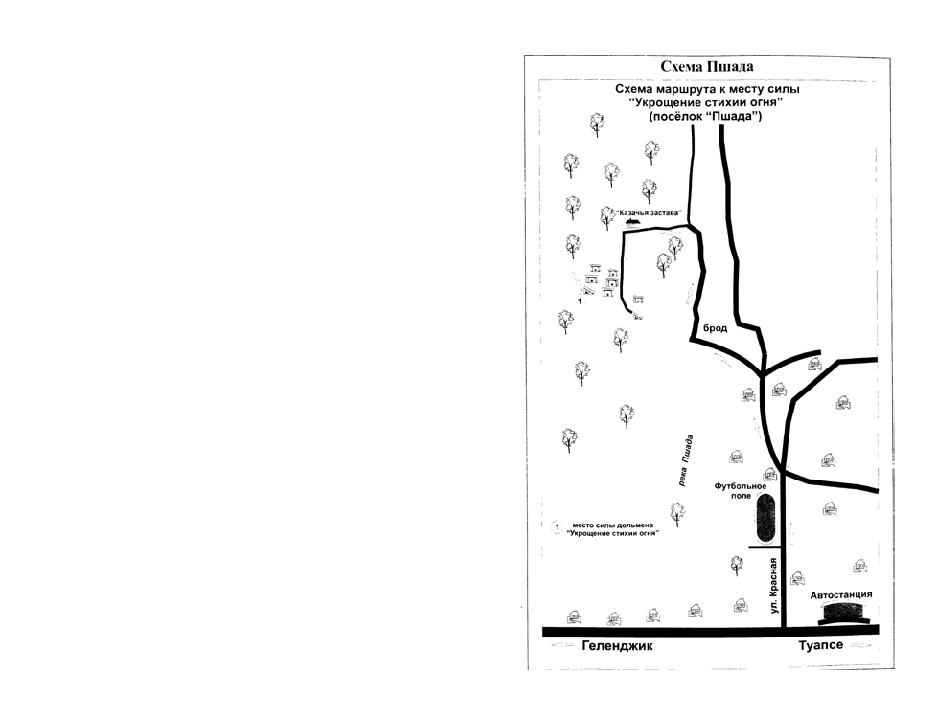 Схема Пшада
Схема маршрута к месту силы
“Укрощение стихии огня”
(посёлок “Пшада”)
“Казачья застава”
1
брод
река Пшада
Футбольное
поле
1
место силы дольмена
“Укрощение стихии огня”
ул. Красная
Автостанция
Геленджик
Туапсе